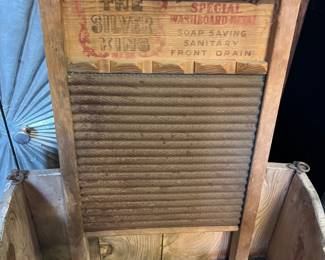 THE
SILVER
KING
SPECIAL
WASHBOARD METAL
SOAP SAVING
SANITARY
FRONT DRAIN